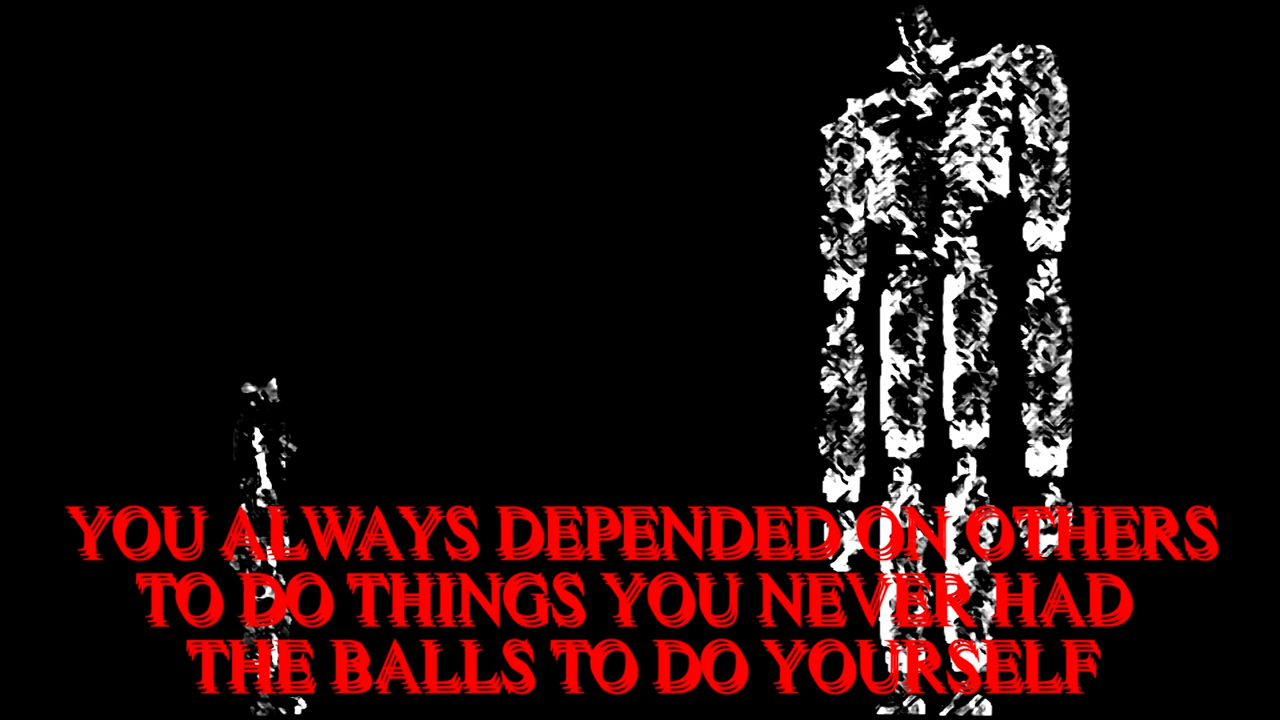 YOU ALWAYS DEPENDED ON OTHERS
TO DO THINGS YOU NEVER HAD
THE BALLS TO DO YOURSELF